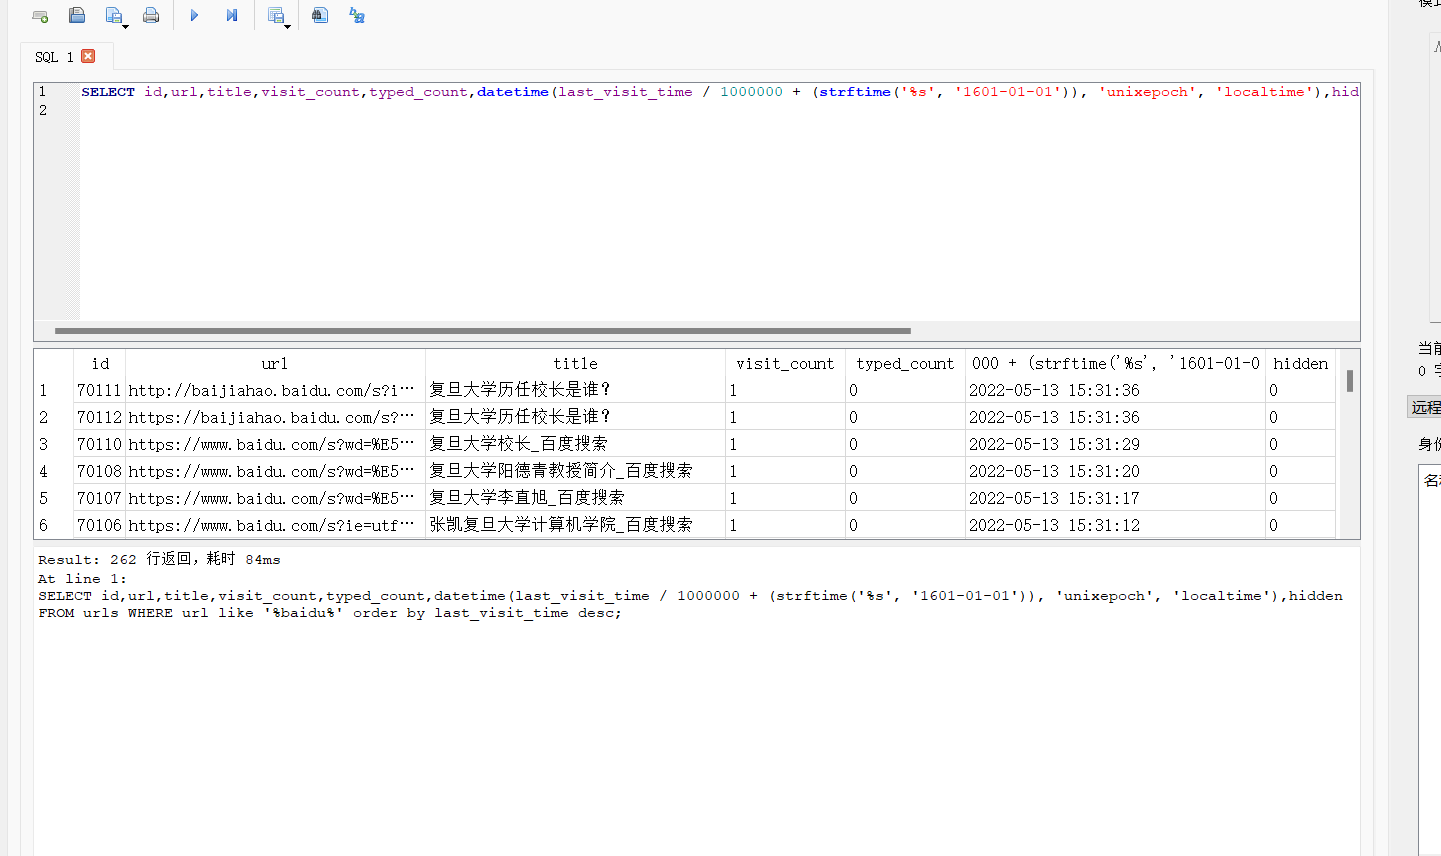 SQL 1
1 SELECT id,url,title,visit_count,typed_count,datetime(last_visit_time / 1000000 + (strftime('%s', '1601-01-01')), 'unixepoch', 'localtime'),hid
2
id url title visit_count typed_count 000 + (strftime('%s', '1601-01-0 hidden
1 70111 http://baijiahao.baidu.com/s?i… 复旦大学历任校长是谁? 1 0 2022-05-13 15:31:36 0
2 70112 https://baijiahao.baidu.com/s?… 复旦大学历任校长是谁? 1 0 2022-05-13 15:31:36 0
3 70110 https://www.baidu.com/s?wd=%E5… 复旦大学校长_百度搜索 1 0 2022-05-13 15:31:29 0
4 70108 https://www.baidu.com/s?wd=%E5… 复旦大学阳德青教授简介_百度搜索 1 0 2022-05-13 15:31:20 0
5 70107 https://www.baidu.com/s?wd=%E5… 复旦大学李直旭_百度搜索 1 0 2022-05-13 15:31:17 0
6 70106 https://www.baidu.com/s?ie=utf… 张凯复旦大学计算机学院_百度搜索 1 0 2022-05-13 15:31:12 0
Result: 262 行返回，耗时 84ms
At line 1:
SELECT id,url,title,visit_count,typed_count,datetime(last_visit_time / 1000000 + (strftime('%s', '1601-01-01')), 'unixepoch', 'localtime'),hidden
FROM urls WHERE url like '%baidu%' order by last_visit_time desc;
当前
0 字
远程
身份
名称